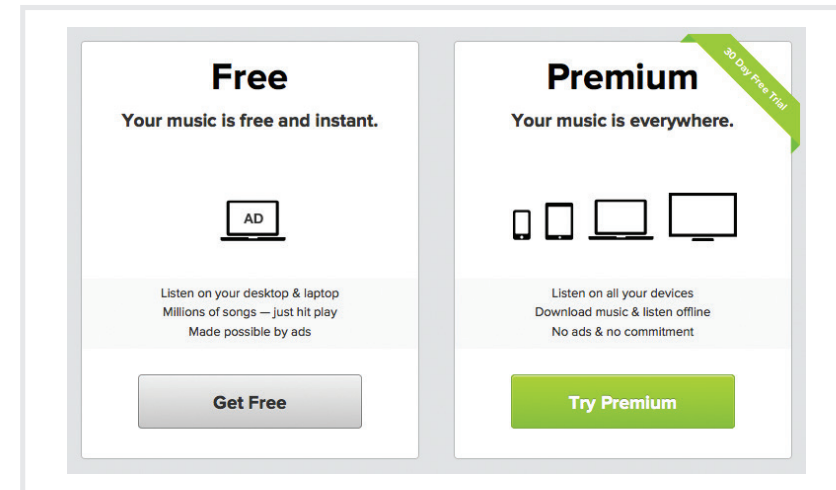 Free
Your music is free and instant.
AD
Listen on your desktop & laptop
Millions of songs — just hit play
Made possible by ads
Get Free
Premium
30 Day Free Trial
Your music is everywhere.
Listen on all your devices
Download music & listen offline
No ads & no commitment
Try Premium